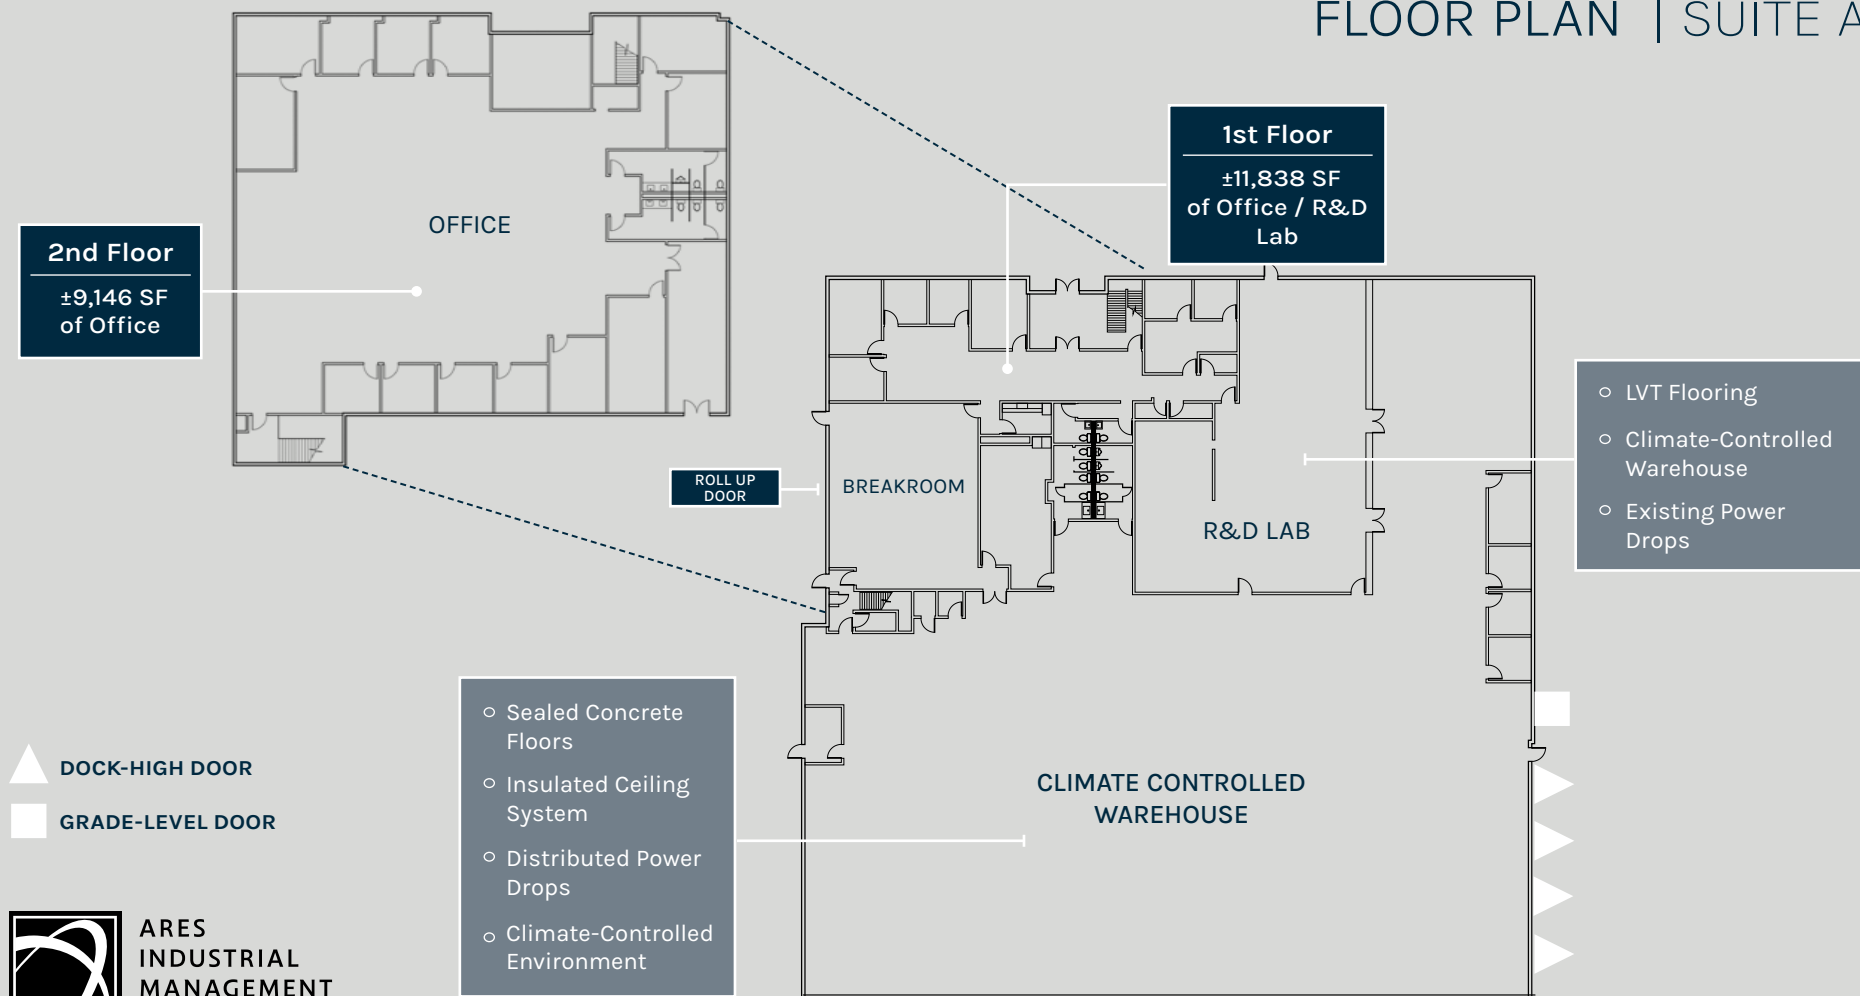 FLOOR PLAN | SUITE A
1st Floor
±11,838 SF
of Office / R&D
Lab
OFFICE
2nd Floor
±9,146 SF
of Office
LVT Flooring
Climate-Controlled
Warehouse
Existing Power
Drops
ROLL UP
DOOR
BREAKROOM
R&D LAB
Sealed Concrete
Floors
Insulated Ceiling
System
Distributed Power
Drops
Climate-Controlled
Environment
CLIMATE CONTROLLED
WAREHOUSE
DOCK-HIGH DOOR
GRADE-LEVEL DOOR
ARES
INDUSTRIAL
MANAGEMENT